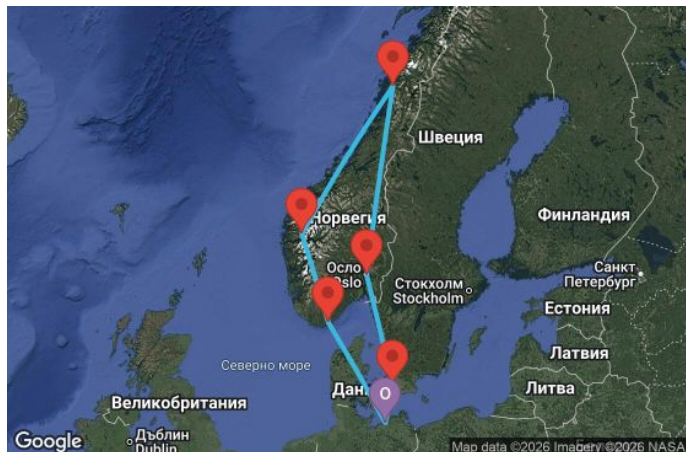 Швеция
Норвегия
Финландия
Осло
Oslo
Стокхолм
Stockholm
Санкт
Петербург
Естония
Латвия
Северно море
Литва
Дан
O
Великобритания
Дъблин
Dublin
Google
Map data ©2026 Imagery ©2026 NASA